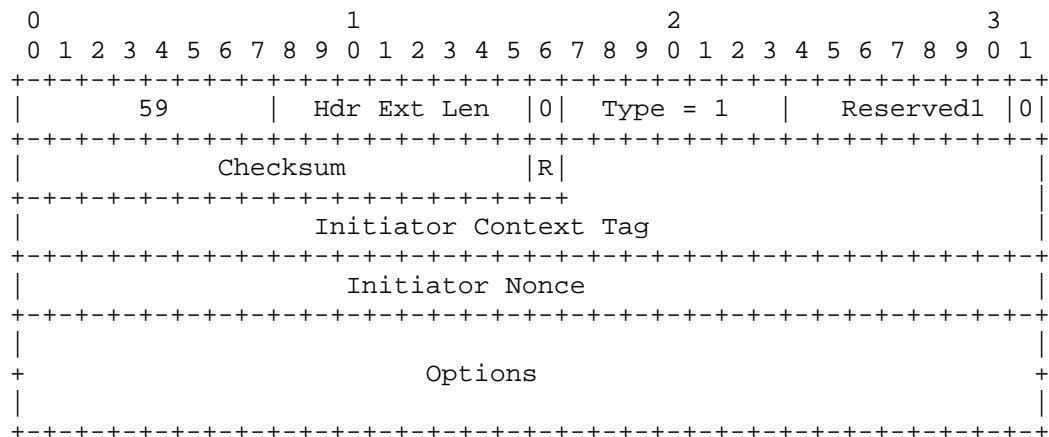 0                   1                   2                   3
 0 1 2 3 4 5 6 7 8 9 0 1 2 3 4 5 6 7 8 9 0 1 2 3 4 5 6 7 8 9 0 1
+-+-+-+-+-+-+-+-+-+-+-+-+-+-+-+-+-+-+-+-+-+-+-+-+-+-+-+-+-+-+-+-+
|       59      |  Hdr Ext Len  |0|  Type = 1   |   Reserved1 |0|
+-+-+-+-+-+-+-+-+-+-+-+-+-+-+-+-+-+-+-+-+-+-+-+-+-+-+-+-+-+-+-+-+
|            Checksum           |R|                             |
+-+-+-+-+-+-+-+-+-+-+-+-+-+-+-+-+-+                             |
|                  Initiator Context Tag                        |
+-+-+-+-+-+-+-+-+-+-+-+-+-+-+-+-+-+-+-+-+-+-+-+-+-+-+-+-+-+-+-+-+
|                    Initiator Nonce                            |
+-+-+-+-+-+-+-+-+-+-+-+-+-+-+-+-+-+-+-+-+-+-+-+-+-+-+-+-+-+-+-+-+
|                                                               |
+                         Options                               +
|                                                               |
+-+-+-+-+-+-+-+-+-+-+-+-+-+-+-+-+-+-+-+-+-+-+-+-+-+-+-+-+-+-+-+-+